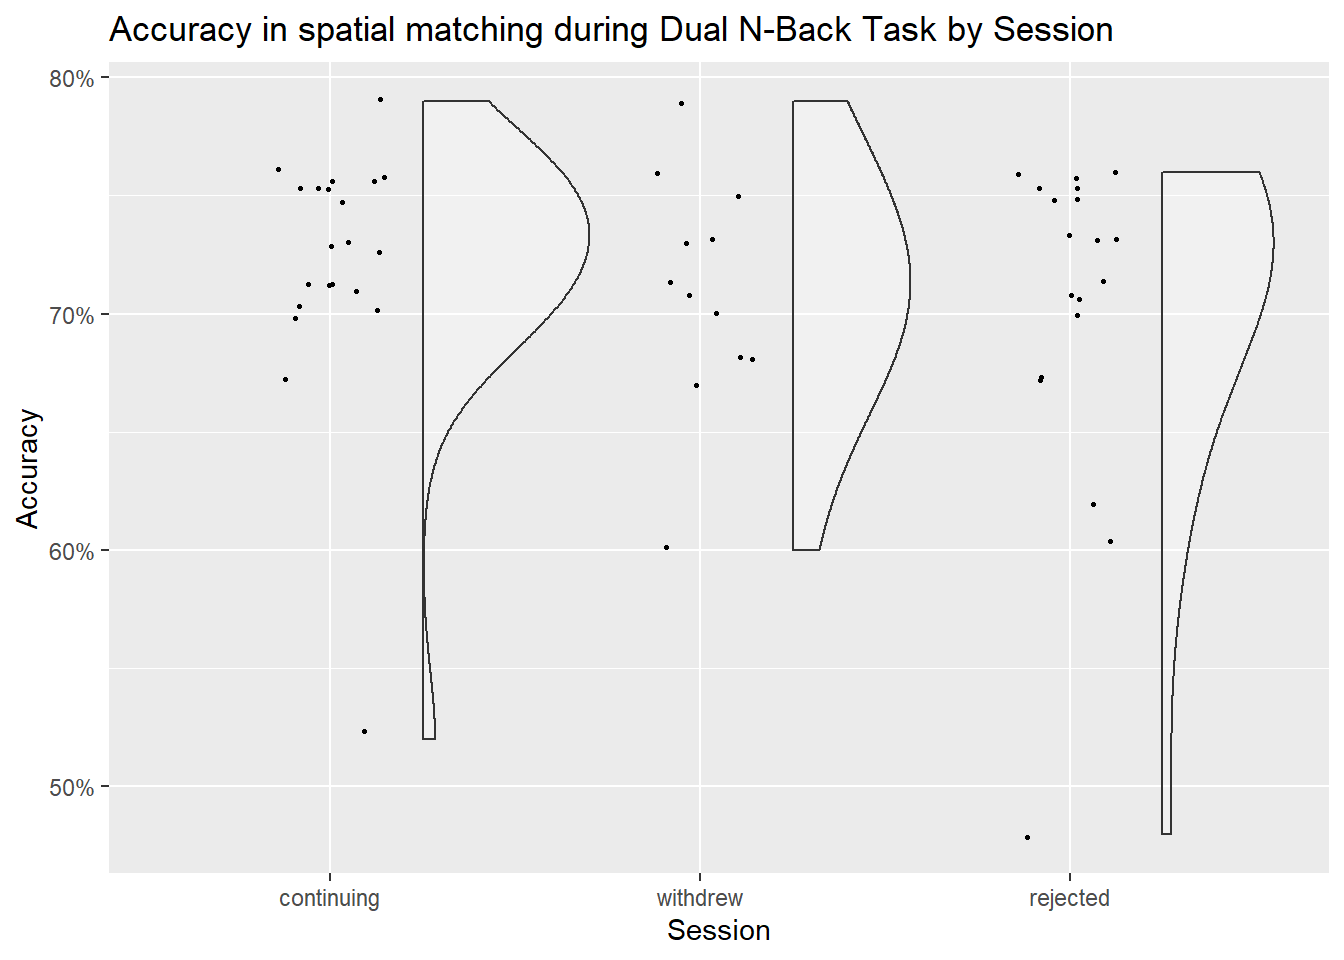 Accuracy in spatial matching during Dual N-Back Task by Session
80%
70%
60%
50%
Accuracy
continuing withdrew rejected
Session